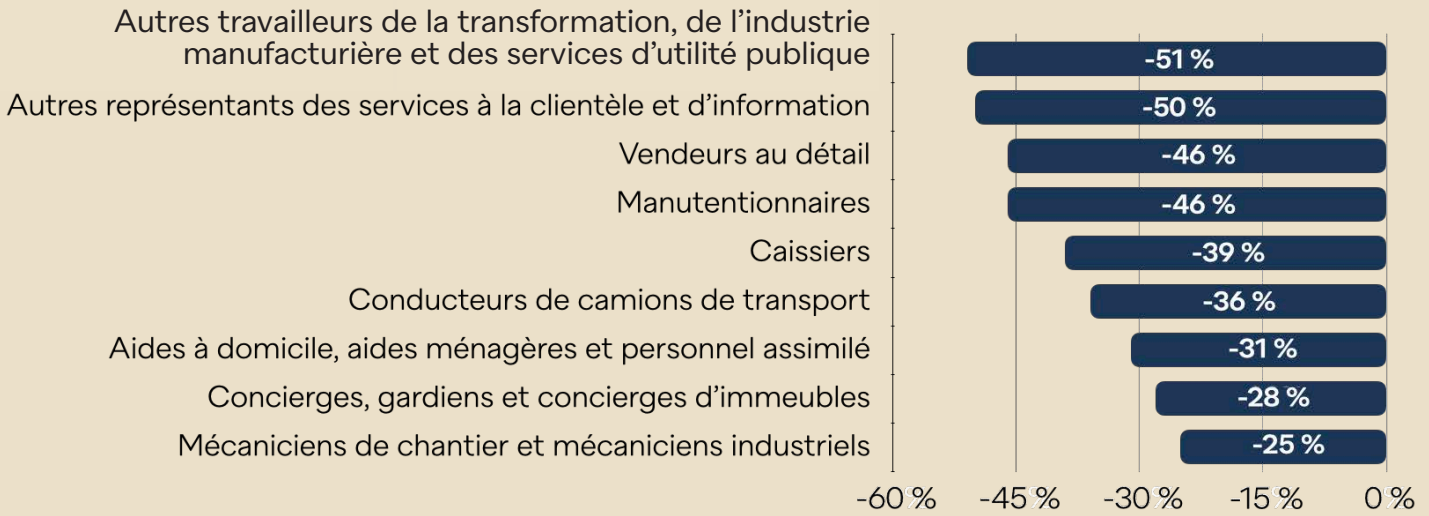 Autres travailleurs de la transformation, de l’industrie
manufacturière et des services d’utilité publique
-51 %
Autres représentants des services à la clientèle et d’information
-50 %
Vendeurs au détail
-46 %
Manutentionnaires
-46 %
Caissiers
-39 %
Conducteurs de camions de transport
-36 %
Aides à domicile, aides ménagères et personnel assimilé
-31 %
Concierges, gardiens et concierges d’immeubles
-28 %
Mécaniciens de chantier et mécaniciens industriels
-25 %
-60 % -45 % -30 % -15 % 0 %